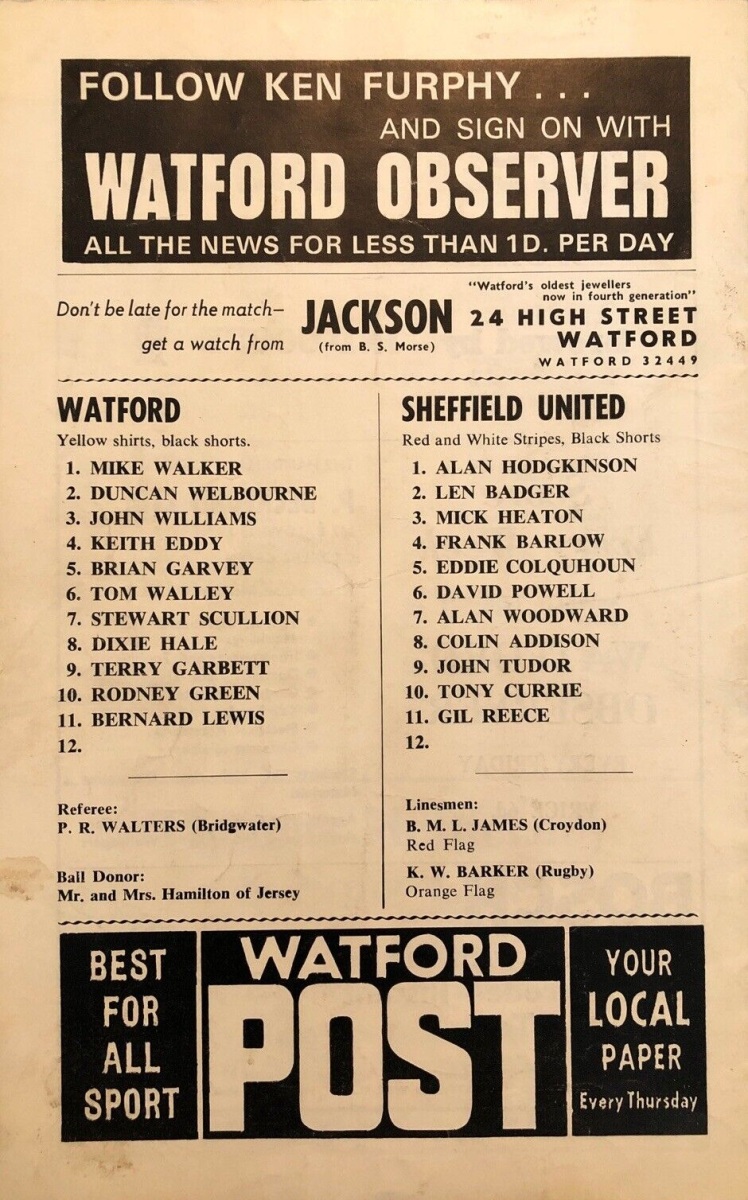 FOLLOW KEN FURPHY . . .
AND SIGN ON WITH
WATFORD OBSERVER
ALL THE NEWS FOR LESS THAN 1D. PER DAY
Don't be late for the match—
get a watch from
JACKSON
(from B. S. Morse)
"Watford's oldest jewellers
now in fourth generation"
24 HIGH STREET
WATFORD
WATFORD 32449
WATFORD
Yellow shirts, black shorts.
1. MIKE WALKER
2. DUNCAN WELBOURNE
3. JOHN WILLIAMS
4. KEITH EDDY
5. BRIAN GARVEY
6. TOM WALLEY
7. STEWART SCULLION
8. DIXIE HALE
9. TERRY GARBETT
10. RODNEY GREEN
11. BERNARD LEWIS
12.
Referee:
P. R. WALTERS (Bridgwater)
Ball Donor:
Mr. and Mrs. Hamilton of Jersey
SHEFFIELD UNITED
Red and White Stripes, Black Shorts
1. ALAN HODGKINSON
2. LEN BADGER
3. MICK HEATON
4. FRANK BARLOW
5. EDDIE COLQUHOUN
6. DAVID POWELL
7. ALAN WOODWARD
8. COLIN ADDISON
9. JOHN TUDOR
10. TONY CURRIE
11. GIL REECE
12.
Linesmen:
B. M. L. JAMES (Croydon)
Red Flag
K. W. BARKER (Rugby)
Orange Flag
BEST
FOR
ALL
SPORT
WATFORD
POST
YOUR
LOCAL
PAPER
Every Thursday